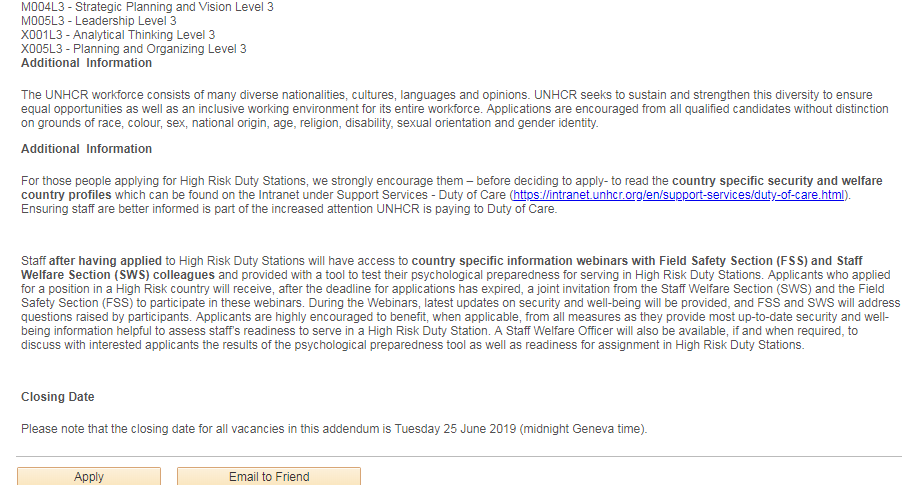 M004L3 - Strategic Planning and Vision Level 3
M005L3 - Leadership Level 3
X001L3 - Analytical Thinking Level 3
X005L3 - Planning and Organizing Level 3
Additional  Information
The UNHCR workforce consists of many diverse nationalities, cultures, languages and opinions. UNHCR seeks to sustain and strengthen this diversity to ensure
equal opportunities as well as an inclusive working environment for its entire workforce. Applications are encouraged from all qualified candidates without distinction
on grounds of race, colour, sex, national origin, age, religion, disability, sexual orientation and gender identity.
Additional  Information
For those people applying for High Risk Duty Stations, we strongly encourage them – before deciding to apply- to read the country specific security and welfare
country profiles which can be found on the Intranet under Support Services - Duty of Care (https://intranet.unhcr.org/en/support-services/duty-of-care.html).
Ensuring staff are better informed is part of the increased attention UNHCR is paying to Duty of Care.
Staff after having applied to High Risk Duty Stations will have access to country specific information webinars with Field Safety Section (FSS) and Staff
Welfare Section (SWS) colleagues and provided with a tool to test their psychological preparedness for serving in High Risk Duty Stations. Applicants who applied
for a position in a High Risk country will receive, after the deadline for applications has expired, a joint invitation from the Staff Welfare Section (SWS) and the Field
Safety Section (FSS) to participate in these webinars. During the Webinars, latest updates on security and well-being will be provided, and FSS and SWS will address
questions raised by participants. Applicants are highly encouraged to benefit, when applicable, from all measures as they provide most up-to-date security and well-
being information helpful to assess staff's readiness to serve in a High Risk Duty Station. A Staff Welfare Officer will also be available, if and when required, to
discuss with interested applicants the results of the psychological preparedness tool as well as readiness for assignment in High Risk Duty Stations.
Closing Date
Please note that the closing date for all vacancies in this addendum is Tuesday 25 June 2019 (midnight Geneva time).
Apply
Email to Friend